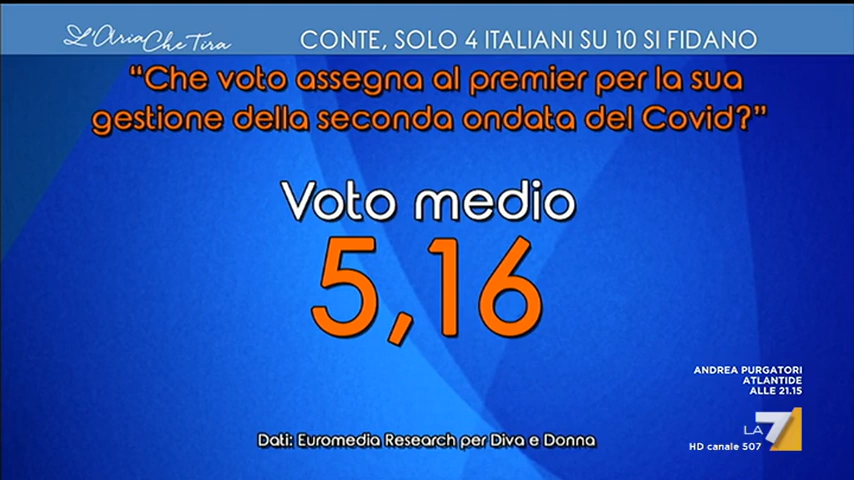 L'Aria Che Tira
CONTE, SOLO 4 ITALIANI SU 10 SI FIDANO
“Che voto assegna al premier per la sua
gestione della seconda ondata del Covid?”
Voto medio
5,16
ANDREA PURGATORI
ATLANTIDE
ALLE 21.15
LA7
HD canale 507
Dati: Euromedia Research per Diva e Donna